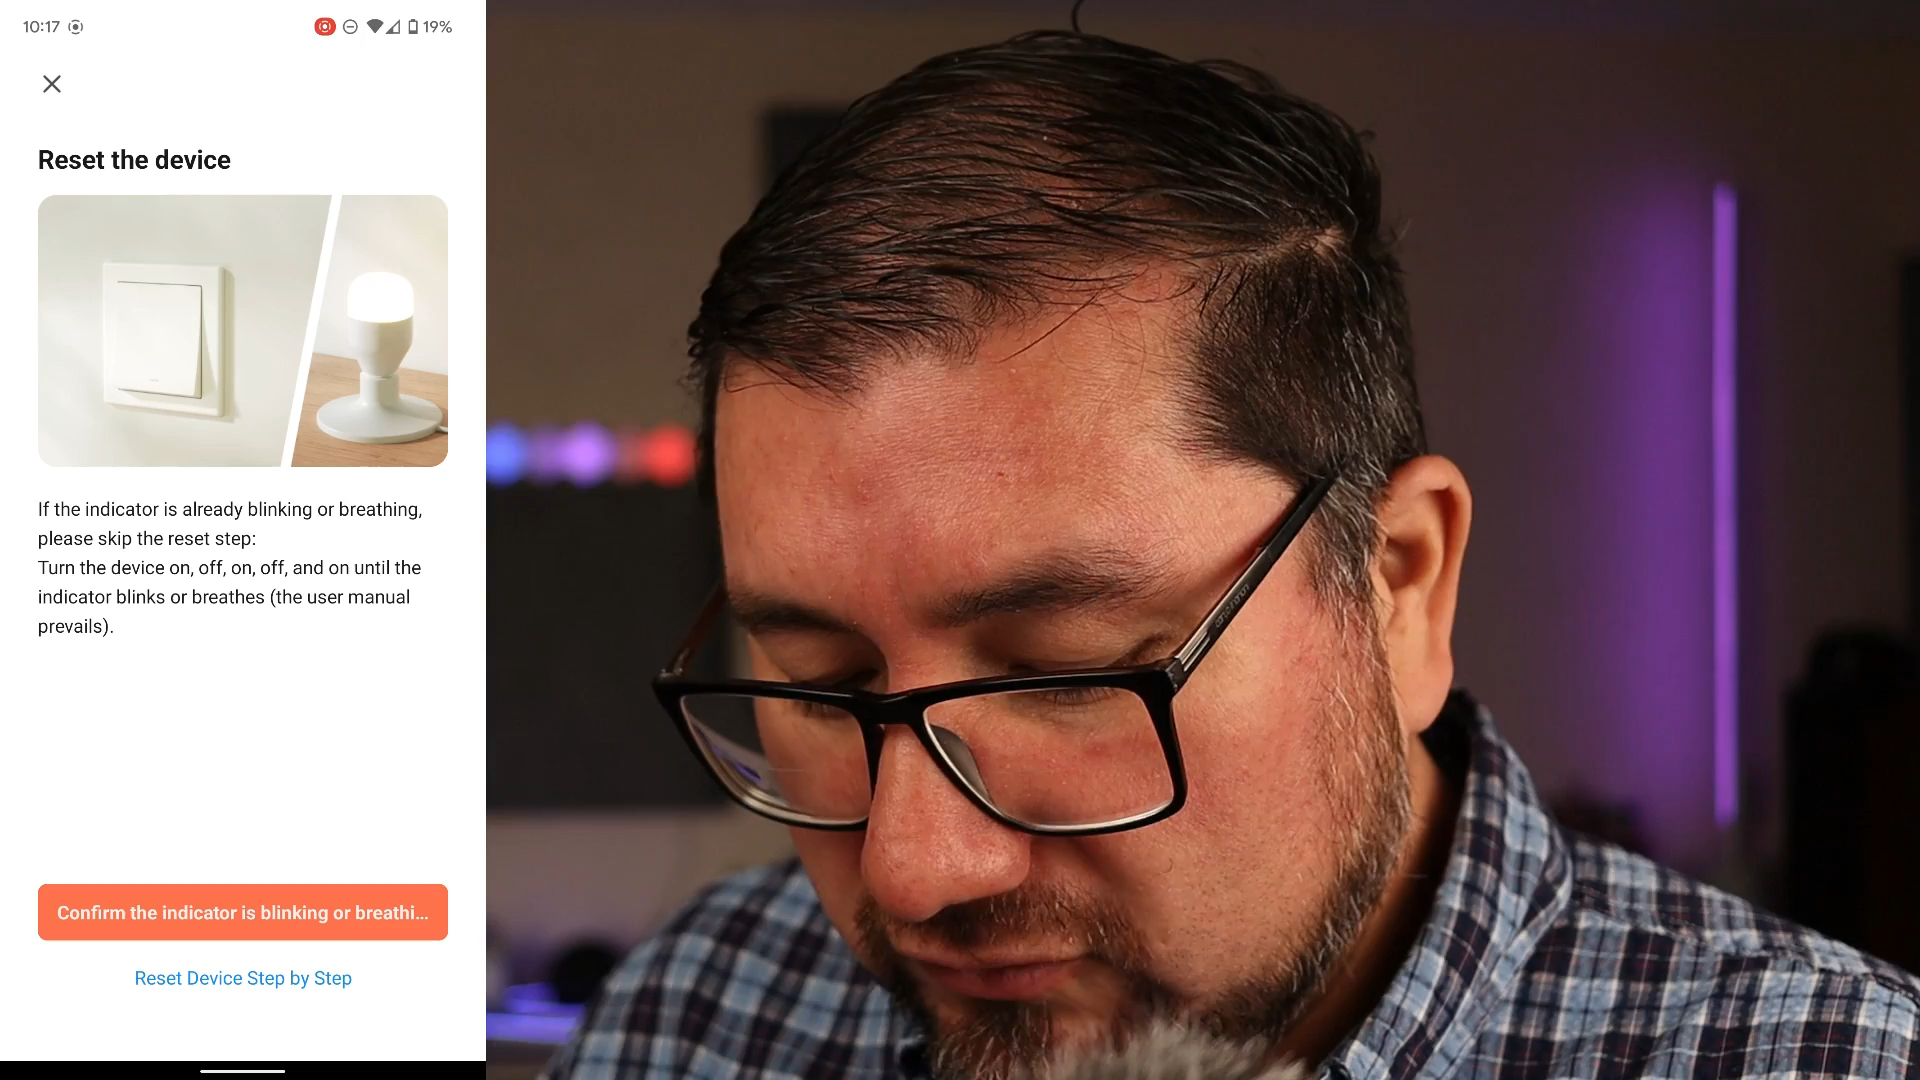 10:17
19%
Reset the device
If the indicator is already blinking or breathing,
please skip the reset step:
Turn the device on, off, on, off, and on until the
indicator blinks or breathes (the user manual
prevails).
Confirm the indicator is blinking or breathi...
Reset Device Step by Step